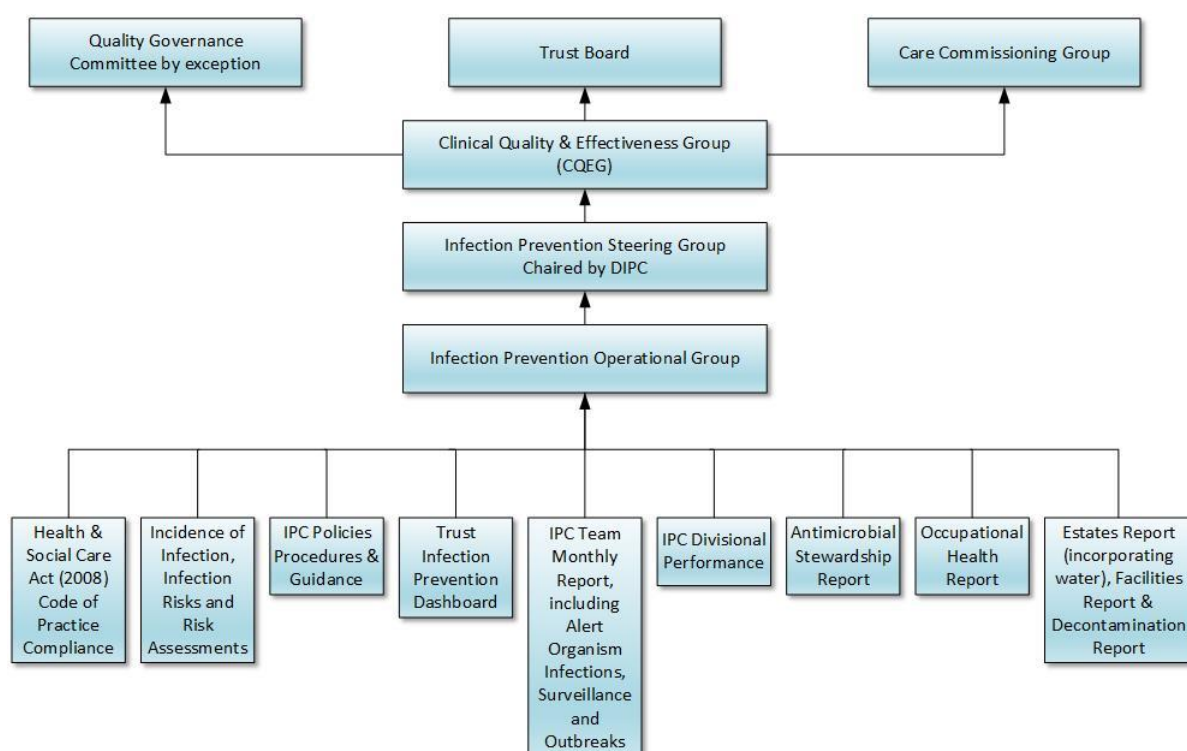 Quality Governance
Committee by exception
Trust Board
Care Commissioning Group
Clinical Quality & Effectiveness Group
(CQEG)
Infection Prevention Steering Group
Chaired by DIPC
Infection Prevention Operational Group
Health &
Social Care
Act (2008)
Code of
Practice
Compliance
Incidence of
Infection,
Infection
Risks and
Risk
Assessments
IPC Policies
Procedures &
Guidance
Trust
Infection
Prevention
Dashboard
IPC Team
Monthly
Report,
including
Alert
Organism
Infections,
Surveillance
and
Outbreaks
IPC Divisional
Performance
Antimicrobial
Stewardship
Report
Occupational
Health
Report
Estates Report
(incorporating
water), Facilities
Report &
Decontamination
Report